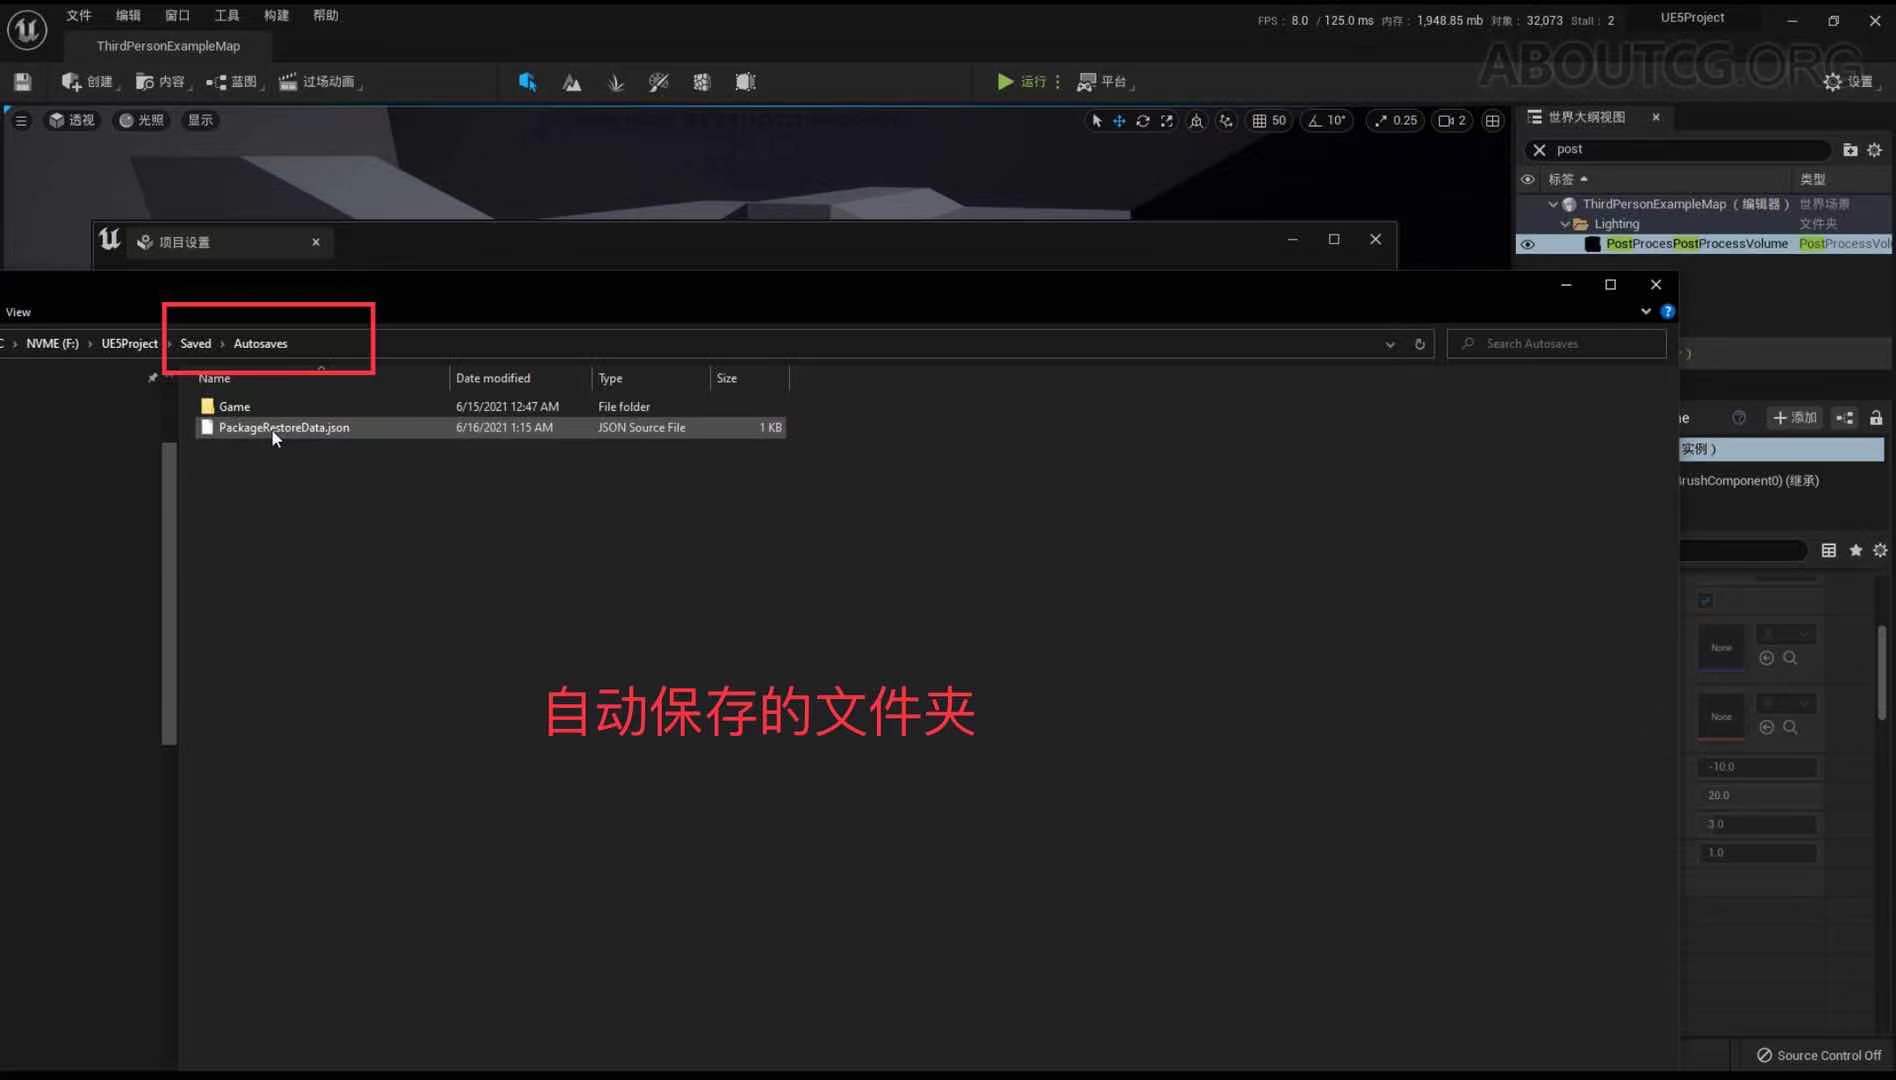 文件 编辑 窗口 工具 构建 帮助
FPS : 8.0 / 125.0 ms 内存 : 1,948.85 mb 对象 : 32,073 Stall : 2
UE5Project
ThirdPersonExampleMap
ABOUTCG.ORG
创建 内容 蓝图 过场动画 运行 平台 设置
透视 光照 显示
50 10° 0.25 2
世界大纲视图
post
标签 类型
ThirdPersonExampleMap （编辑器） 世界场景
Lighting 文件夹
PostProcesPostProcessVolume PostProcessVol
项目设置
View
NVME (F:) › UE5Project › Saved › Autosaves
Search Autosaves
Name Date modified Type Size
Game 6/15/2021 12:47 AM File folder
PackageRestoreData.json 6/16/2021 1:15 AM JSON Source File 1 KB
自动保存的文件夹
添加
实例）
rushComponent0) (继承)
None
None
-10.0
20.0
3.0
1.0
Source Control Off